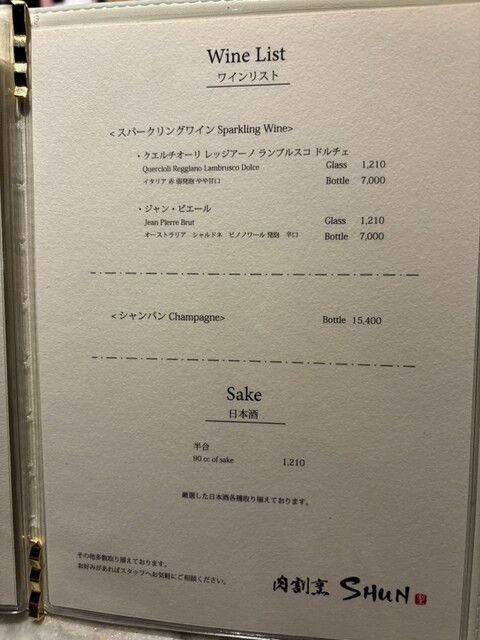 Wine List
ワインリスト
<スパークリングワイン Sparkling Wine>
・クエルチオーリ レッジアーノ ランブルスコ ドルチェ
Quercioli Reggiano Lambrusco Dolce Glass 1,210
イタリア 赤 微発泡 やや甘口 Bottle 7,000
・ジャン・ピエール
Jean Pierre Brut Glass 1,210
オーストラリア シャルドネ ピノノワール 発泡 辛口 Bottle 7,000
<シャンパン Champagne> Bottle 15,400
Sake
日本酒
半合
90 cc of sake 1,210
厳選した日本酒各種取り揃えております。
その他多数取り揃えております。
お好みがあればスタッフへお気軽にご相談ください。
肉割烹 SHUN